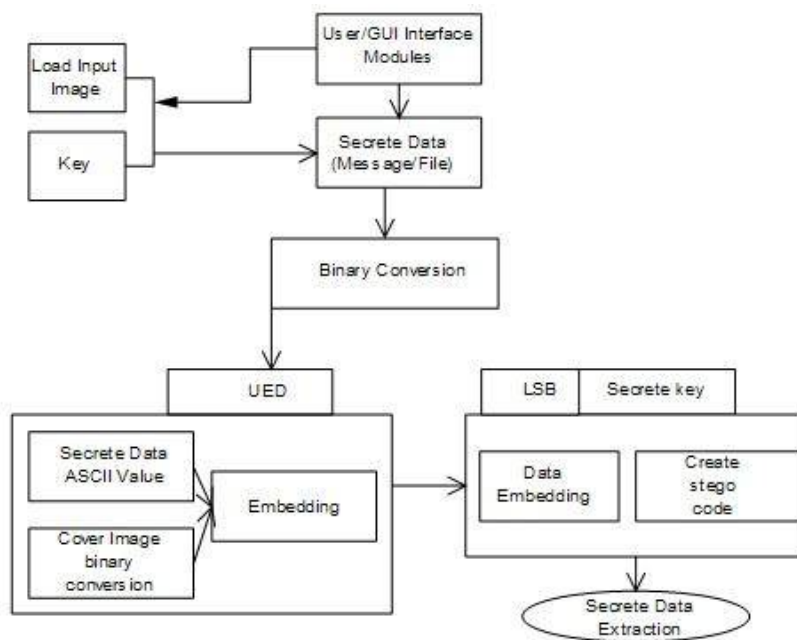 User/GUI Interface
Modules
Load Input
Image
Key
Secrete Data
(Message/File)
Binary Conversion
UED
Secrete Data
ASCII Value
Embedding
Cover Image
binary
conversion
LSB
Secrete key
Data
Embedding
Create
stego
code
Secrete Data
Extraction